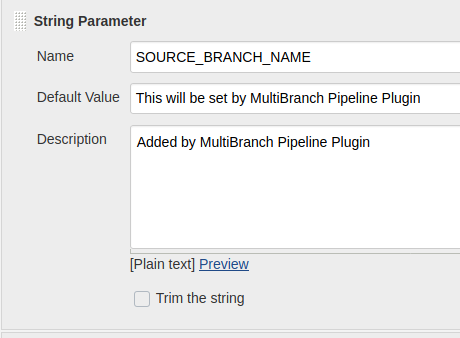 String Parameter
Name
SOURCE_BRANCH_NAME
Default Value
This will be set by MultiBranch Pipeline Plugin
Description
Added by MultiBranch Pipeline Plugin
[Plain text] Preview
Trim the string